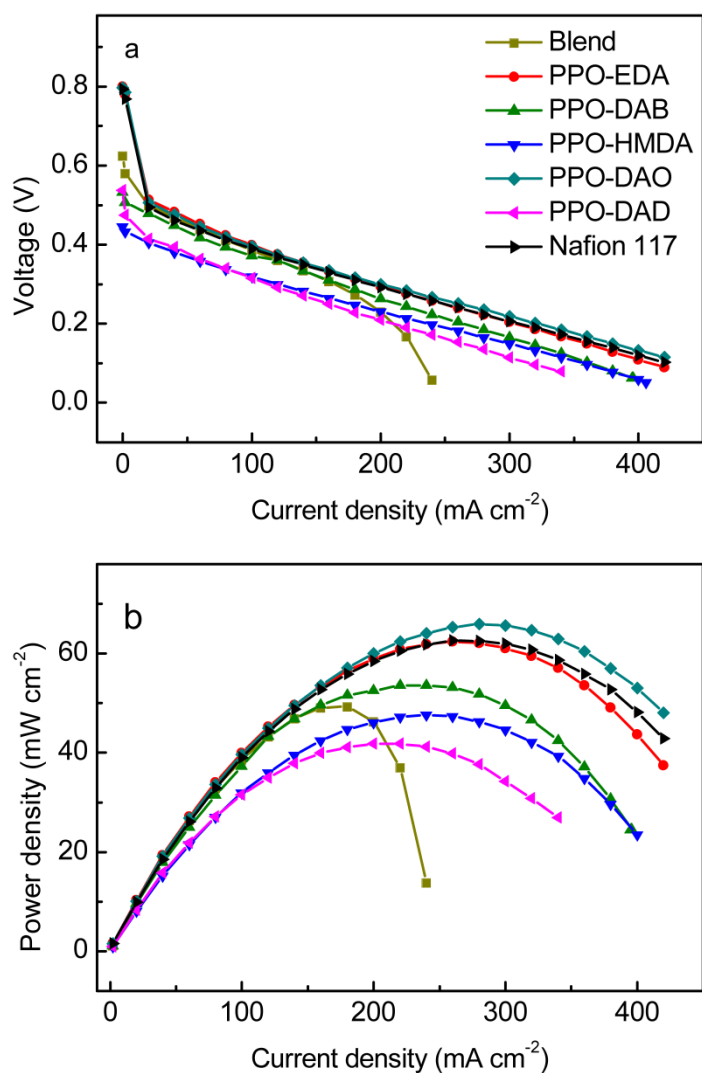 a
Blend
PPO-EDA
PPO-DAB
PPO-HMDA
PPO-DAO
PPO-DAD
Nafion 117
Voltage (V)
0.8
0.6
0.4
0.2
0.0
0 100 200 300 400
Current density (mA cm⁻²)
b
Power density (mW cm⁻²)
60
40
20
0
0 100 200 300 400
Current density (mA cm⁻²)